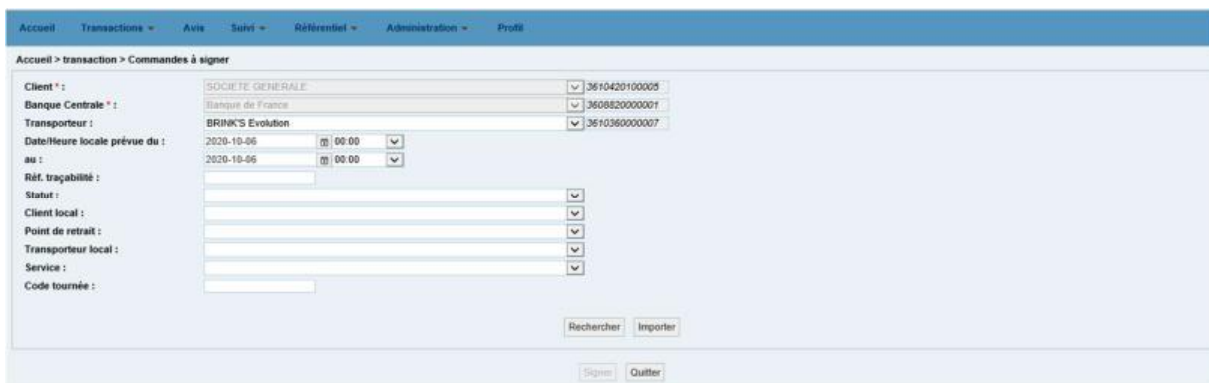 Accueil Transactions Avis Suivi Référentiel Administration Profil
Accueil > transaction > Commandes à signer
Client * : SOCIETE GENERALE 3610420100005
Banque Centrale * : Banque de France 3608820000001
Transporteur : BRINK'S Evolution 3610360000007
Date/Heure locale prévue du : 2020-10-06 00:00
au : 2020-10-06 00:00
Réf. traçabilité :
Statut :
Client local :
Point de retrait :
Transporteur local :
Service :
Code tournée :
Rechercher Importer
Signer Quitter